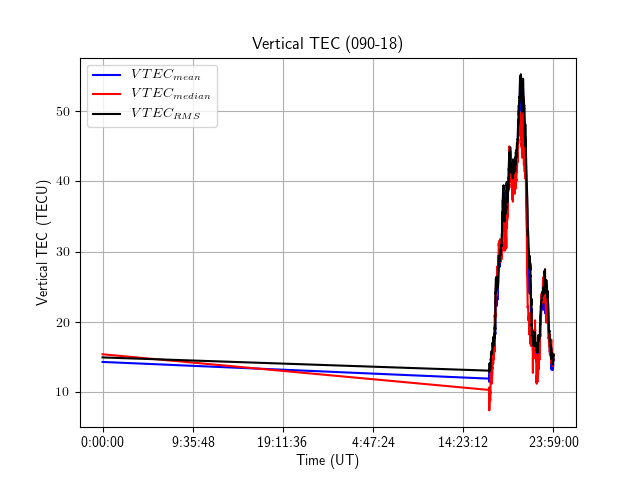 Vertical TEC (090-18)
VTEC_mean
VTEC_median
VTEC_RMS
50
40
30
20
10
Vertical TEC (TECU)
0:00:00 9:35:48 19:11:36 4:47:24 14:23:12 23:59:00
Time (UT)